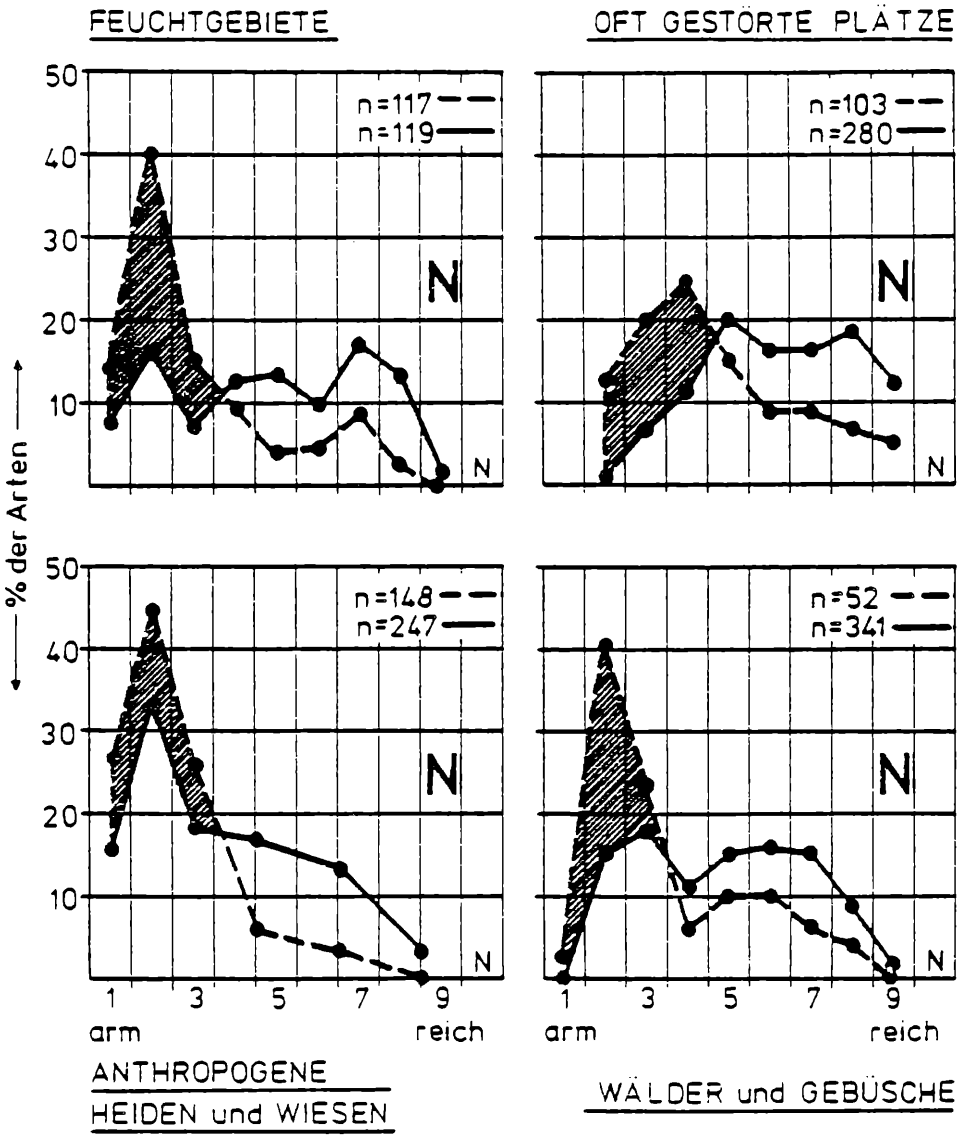 FEUCHTGEBIETE
OFT GESTÖRTE PLÄTZE
50
40
30
20
10
n=117
n=119
N
N
n=103
n=280
N
N
% der Arten
50
40
30
20
10
n=148
n=247
N
N
n=52
n=341
N
N
1 3 5 7 9
arm reich
1 3 5 7 9
arm reich
ANTHROPOGENE
HEIDEN und WIESEN
WÄLDER und GEBÜSCHE